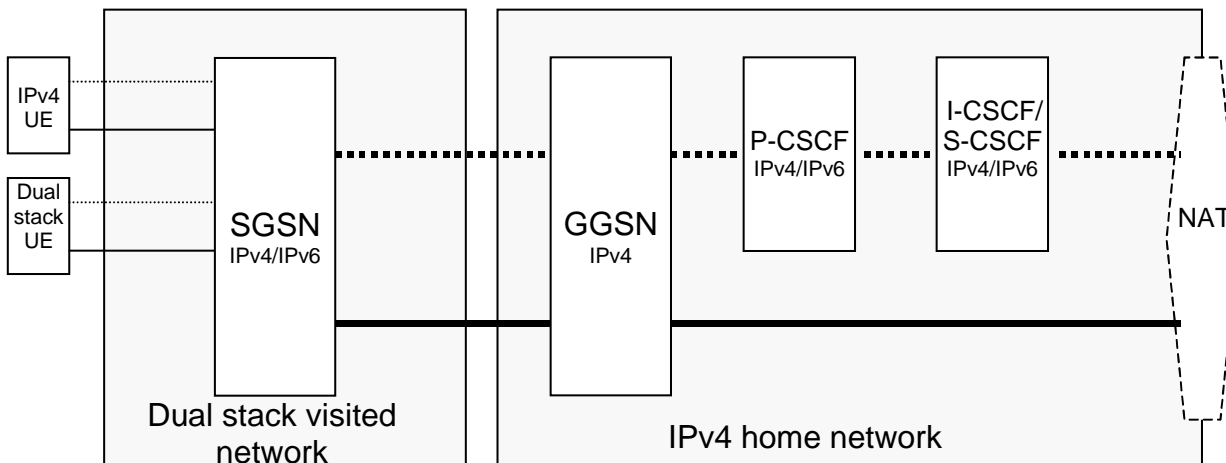 IPv4
UE
Dual
stack
UE
SGSN
IPv4/IPv6
Dual stack visited
network
GGSN
IPv4
P-CSCF
IPv4/IPv6
I-CSCF/
S-CSCF
IPv4/IPv6
NAT
IPv4 home network